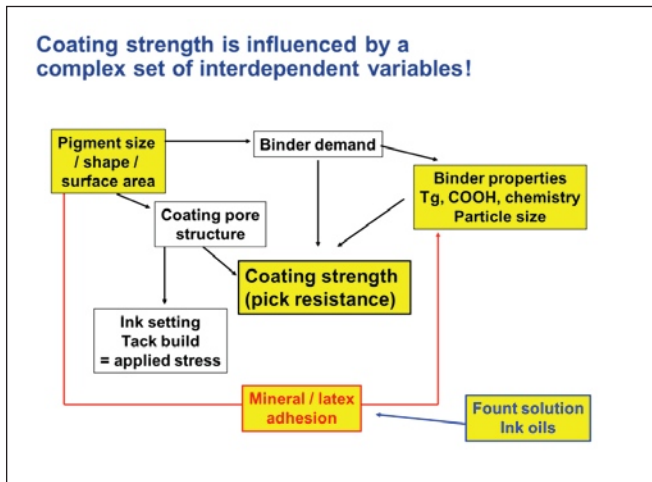 Coating strength is influenced by a
complex set of interdependent variables!
Pigment size
/ shape /
surface area
Binder demand
Binder properties
Tg, COOH, chemistry
Particle size
Coating pore
structure
Coating strength
(pick resistance)
Ink setting
Tack build
= applied stress
Mineral / latex
adhesion
Fount solution
Ink oils